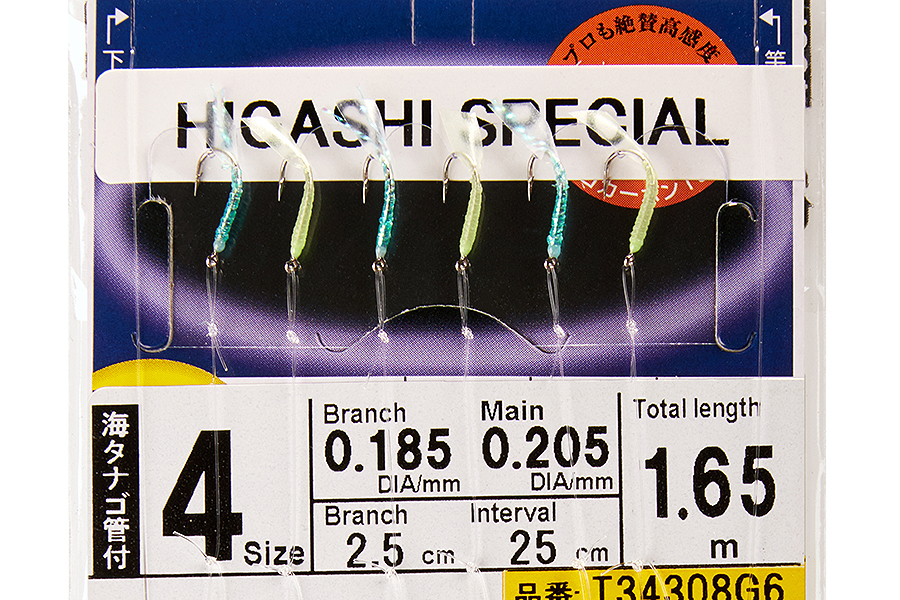 下
プロも絶賛高感度
HIGASHI SPECIAL
海タナゴ管付
4 Size
Branch
0.185
DIA/mm
Main
0.205
DIA/mm
Total length
1.65
m
Branch
2.5 cm
Interval
25 cm
品番: T34308G6